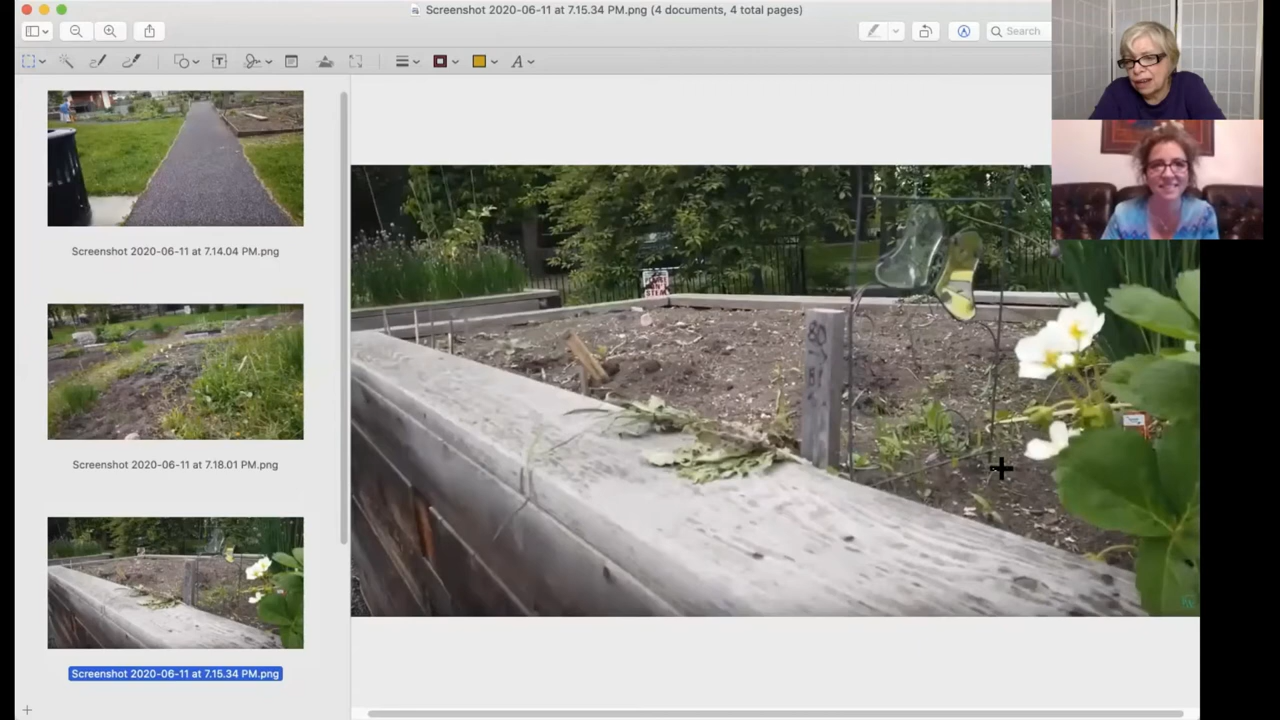 Screenshot 2020-06-11 at 7.15.34 PM.png (4 documents, 4 total pages)
Search
Screenshot 2020-06-11 at 7.14.04 PM.png
Screenshot 2020-06-11 at 7.18.01 PM.png
Screenshot 2020-06-11 at 7.15.34 PM.png
80
81